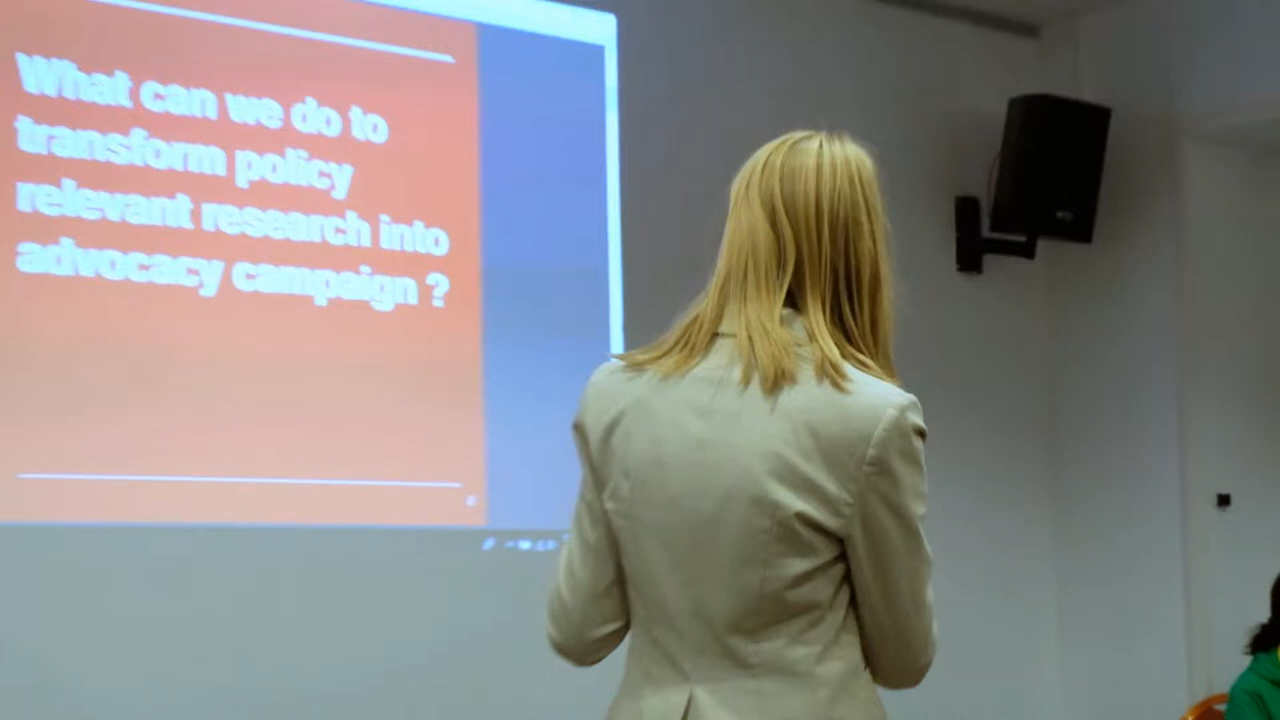 What can we do to
transform policy
relevant research into
advocacy campaign ?